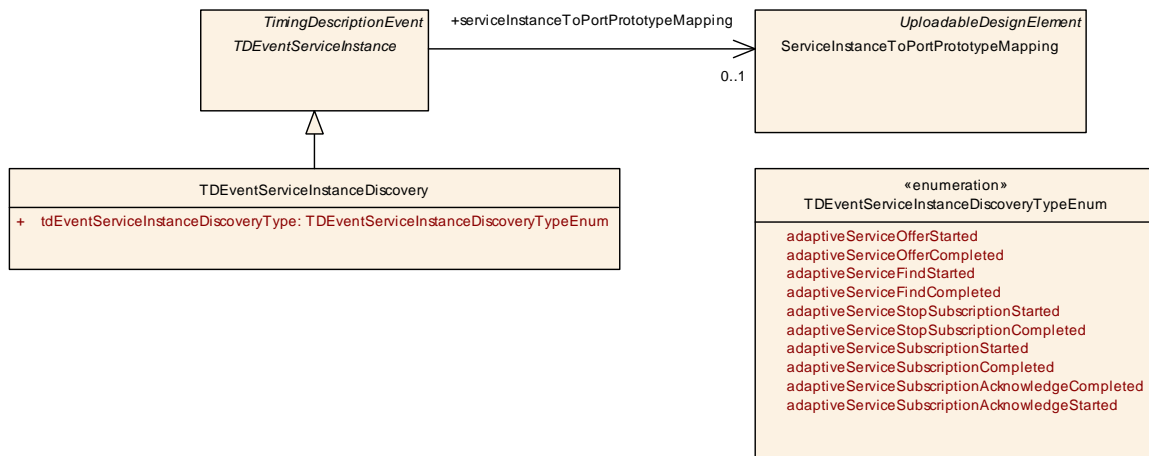 TimingDescriptionEvent
TDEventServiceInstance
+serviceInstanceToPortPrototypeMapping
0..1
UploadableDesignElement
ServiceInstanceToPortPrototypeMapping
TDEventServiceInstanceDiscovery
+ tdEventServiceInstanceDiscoveryType: TDEventServiceInstanceDiscoveryTypeEnum
«enumeration»
TDEventServiceInstanceDiscoveryTypeEnum
adaptiveServiceOfferStarted
adaptiveServiceOfferCompleted
adaptiveServiceFindStarted
adaptiveServiceFindCompleted
adaptiveServiceStopSubscriptionStarted
adaptiveServiceStopSubscriptionCompleted
adaptiveServiceSubscriptionStarted
adaptiveServiceSubscriptionCompleted
adaptiveServiceSubscriptionAcknowledgeCompleted
adaptiveServiceSubscriptionAcknowledgeStarted